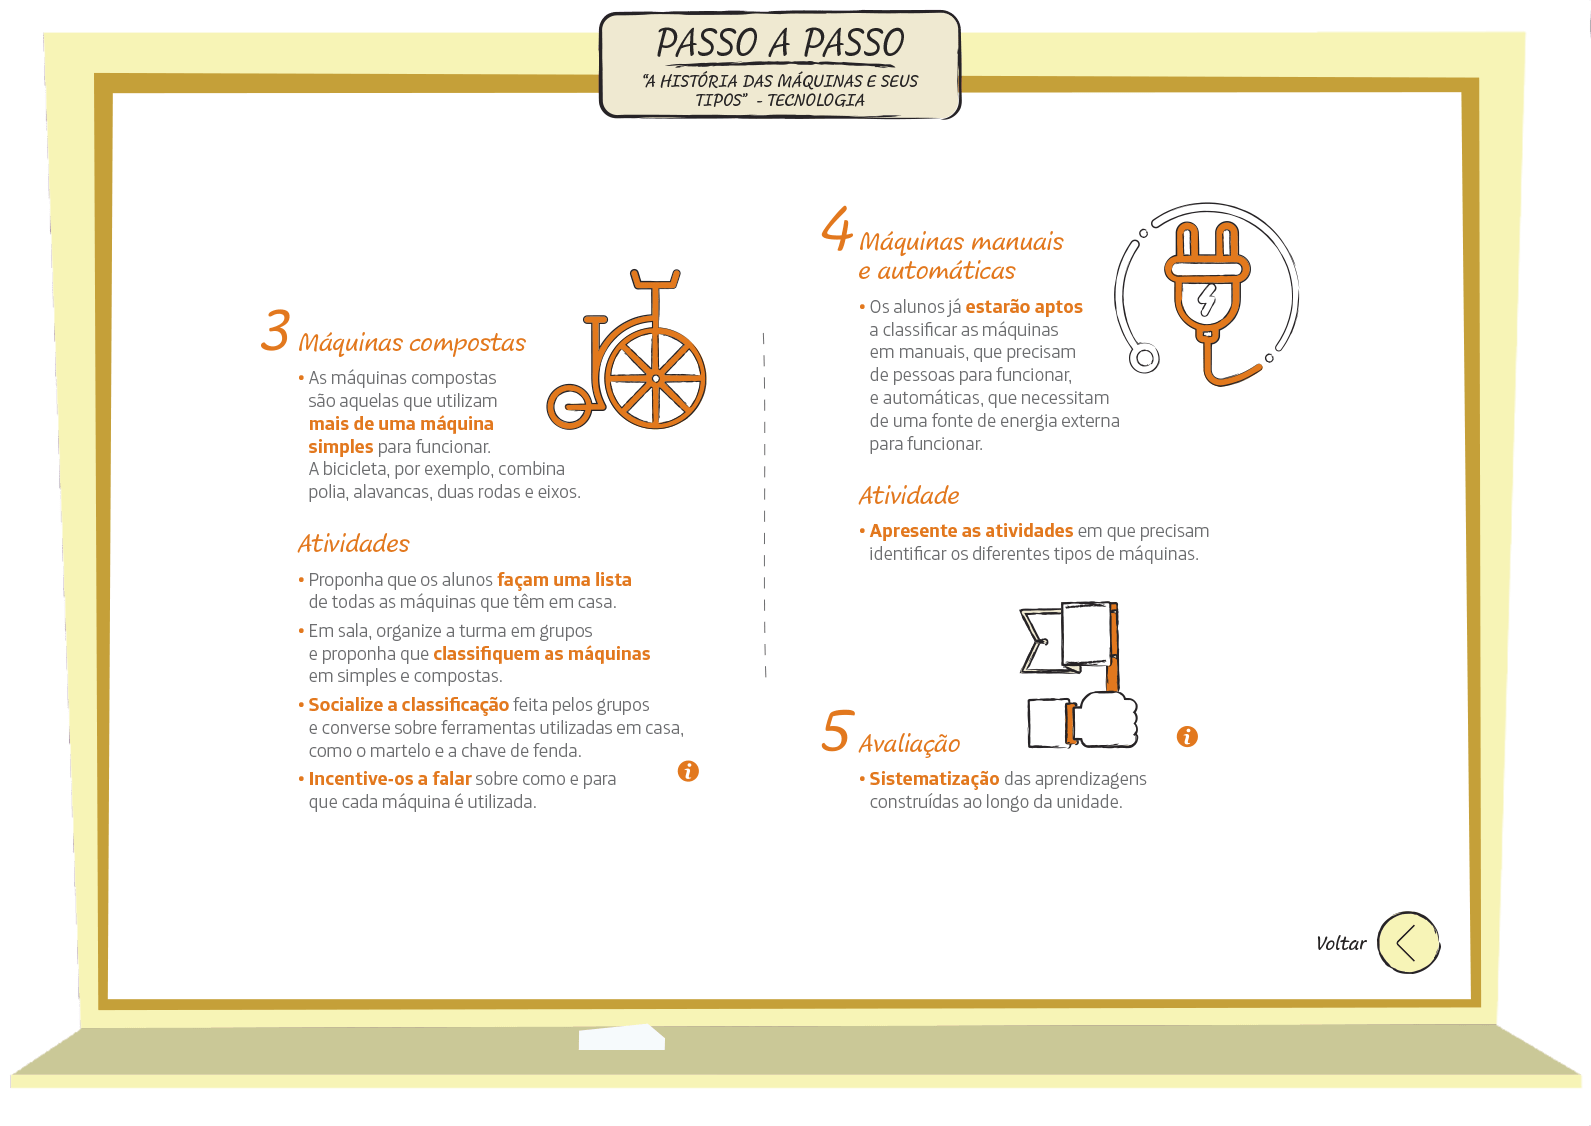 PASSO A PASSO
“A HISTÓRIA DAS MÁQUINAS E SEUS
TIPOS” - TECNOLOGIA
3 Máquinas compostas
• As máquinas compostas
são aquelas que utilizam
mais de uma máquina
simples para funcionar.
A bicicleta, por exemplo, combina
polia, alavancas, duas rodas e eixos.
Atividades
• Proponha que os alunos façam uma lista
de todas as máquinas que têm em casa.
• Em sala, organize a turma em grupos
e proponha que classifiquem as máquinas
em simples e compostas.
• Socialize a classificação feita pelos grupos
e converse sobre ferramentas utilizadas em casa,
como o martelo e a chave de fenda.
• Incentive-os a falar sobre como e para
que cada máquina é utilizada.
i
4 Máquinas manuais
e automáticas
• Os alunos já estarão aptos
a classificar as máquinas
em manuais, que precisam
de pessoas para funcionar,
e automáticas, que necessitam
de uma fonte de energia externa
para funcionar.
Atividade
• Apresente as atividades em que precisam
identificar os diferentes tipos de máquinas.
5 Avaliação
i
• Sistematização das aprendizagens
construídas ao longo da unidade.
Voltar